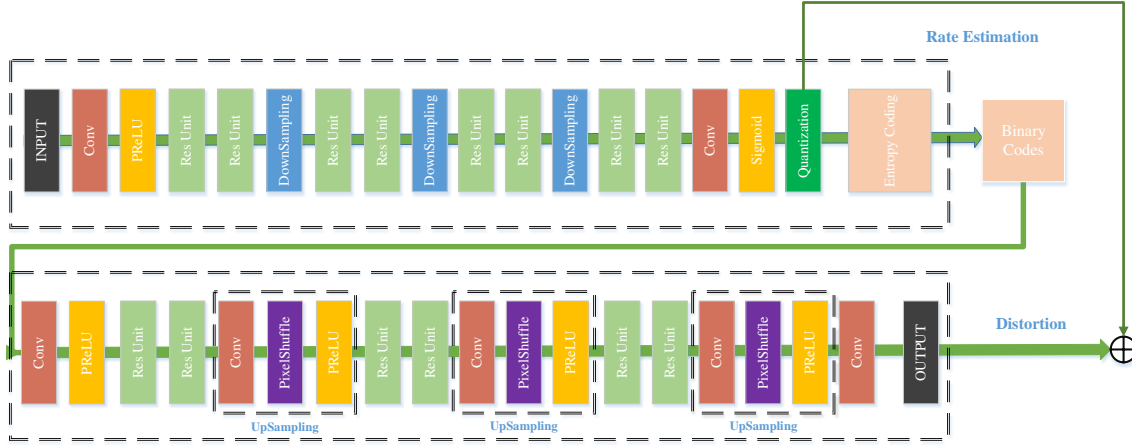 Rate Estimation
INPUT
Conv
PReLU
Res Unit
Res Unit
DownSampling
Res Unit
Res Unit
DownSampling
Res Unit
Res Unit
DownSampling
Res Unit
Res Unit
Conv
Sigmoid
Quantization
Entropy Coding
Binary
Codes
Conv
PReLU
Res Unit
Res Unit
Conv
PixelShuffle
PReLU
Res Unit
Res Unit
Conv
PixelShuffle
PReLU
Res Unit
Res Unit
Conv
PixelShuffle
PReLU
Conv
OUTPUT
Distortion
UpSampling
UpSampling
UpSampling